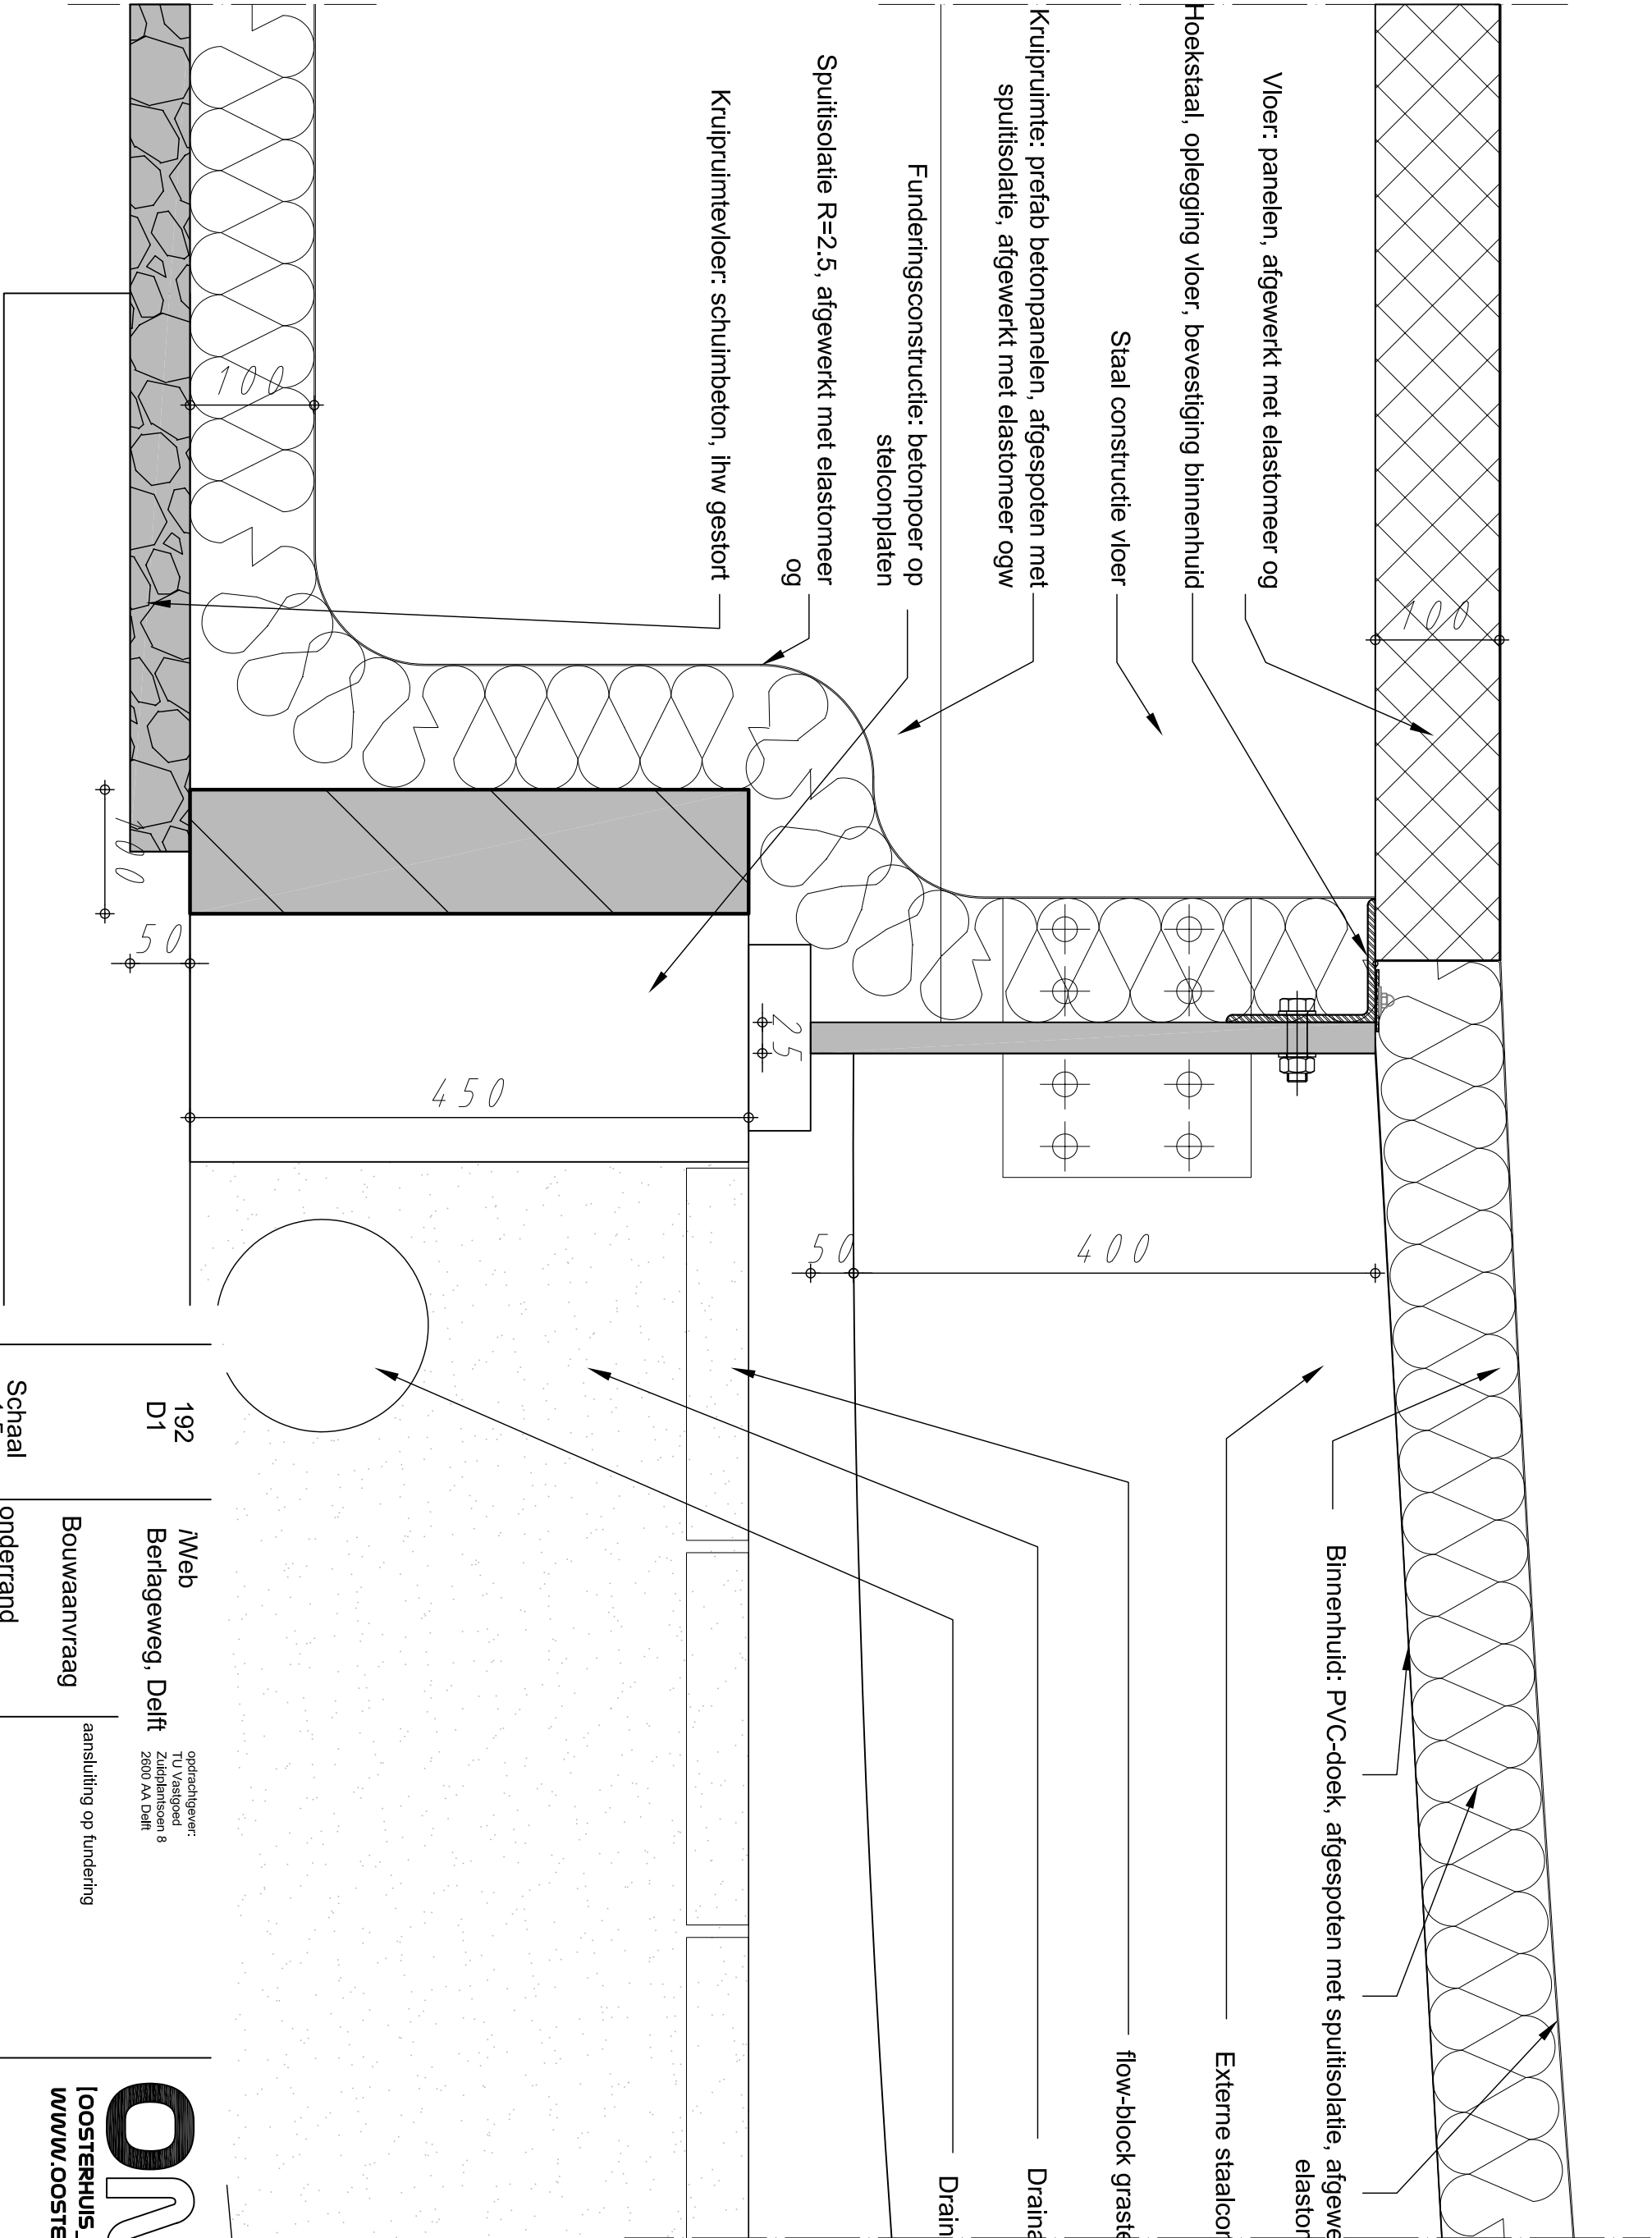 Vloer: panelen, afgewerkt met elastomeer og
Hoekstaal, oplegging vloer, bevestiging binnenhuid
Staal constructie vloer
Kruipruimte: prefab betonpanelen, afgespoten met
spuitisolatie, afgewerkt met elastomeer ogw
Funderingsconstructie: betonpoer op
stelconplaten
Spuitisolatie R=2.5, afgewerkt met elastomeer
og
Kruipruimtevloer: schuimbeton, ihw gestort
100
100
100
50
25
450
50
400
Binnenhuid: PVC-doek, afgespoten met spuitisolatie, afgewe
elaston
Externe staalcon
flow-block graste
Draina
Draine
192
D1
Schaal
iWeb
Berlageweg, Delft
opdrachtgever:
TU Vastgoed
Zuidplantsoen 8
2600 AA Delft
Bouwaanvraag
aansluiting op fundering
onderrand
ON
[OOSTERHUIS_
WWW.OOSTE